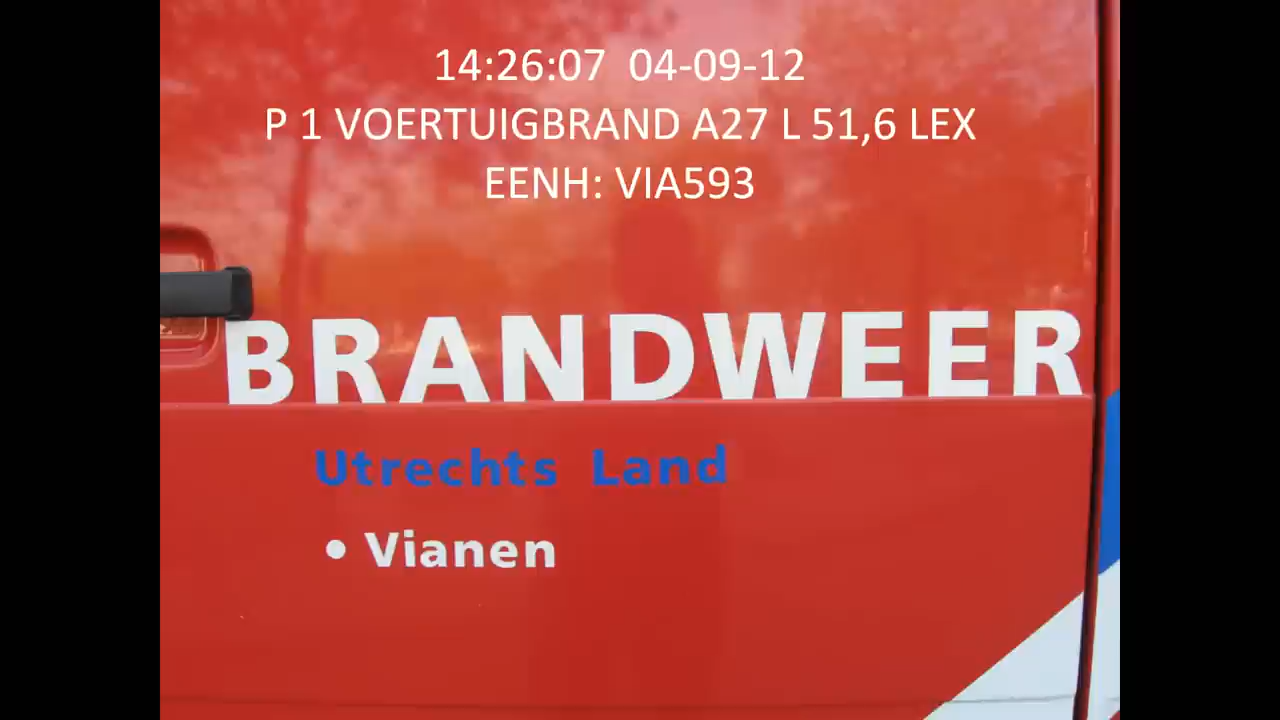 14:26:07 04-09-12
P 1 VOERTUIGBRAND A27 L 51,6 LEX
EENH: VIA593
BRANDWEER
Utrechts Land
• Vianen